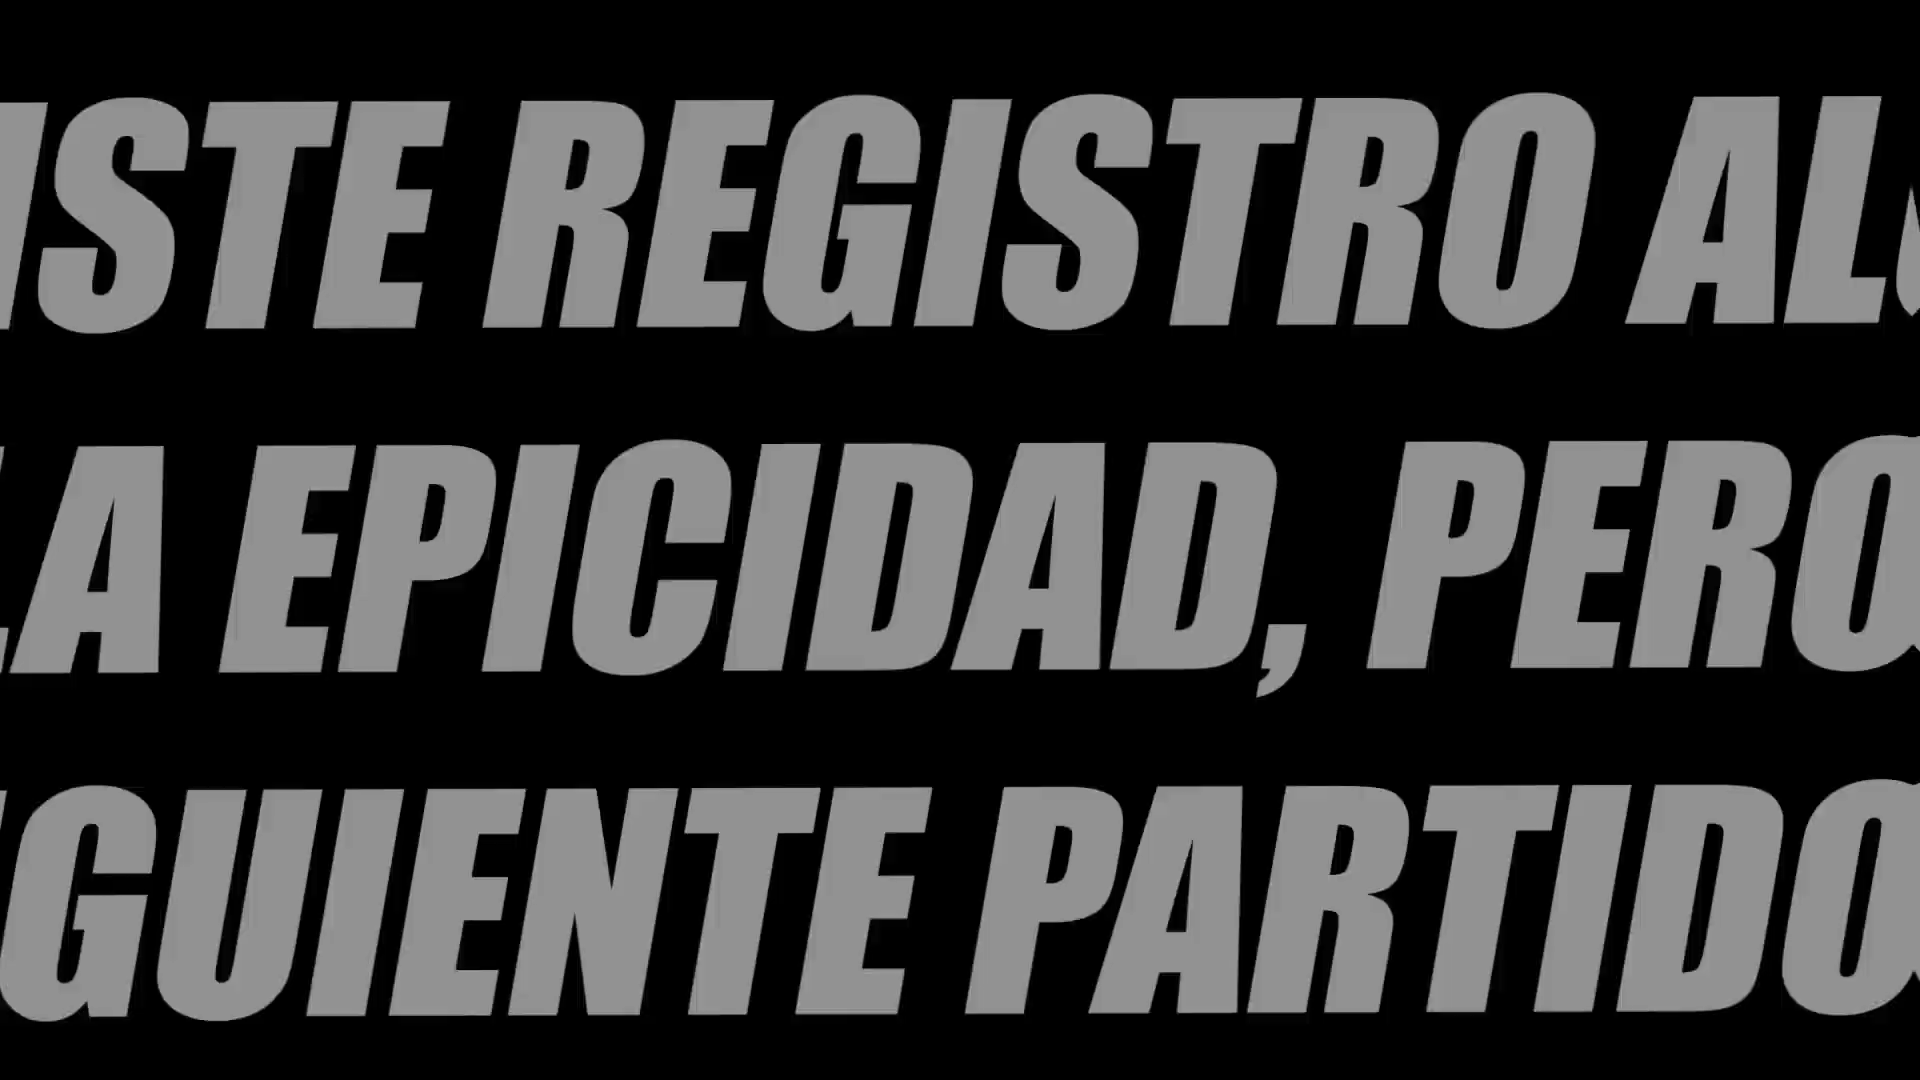 ISTE REGISTRO AL
LA EPICIDAD, PERO
GUIENTE PARTIDO